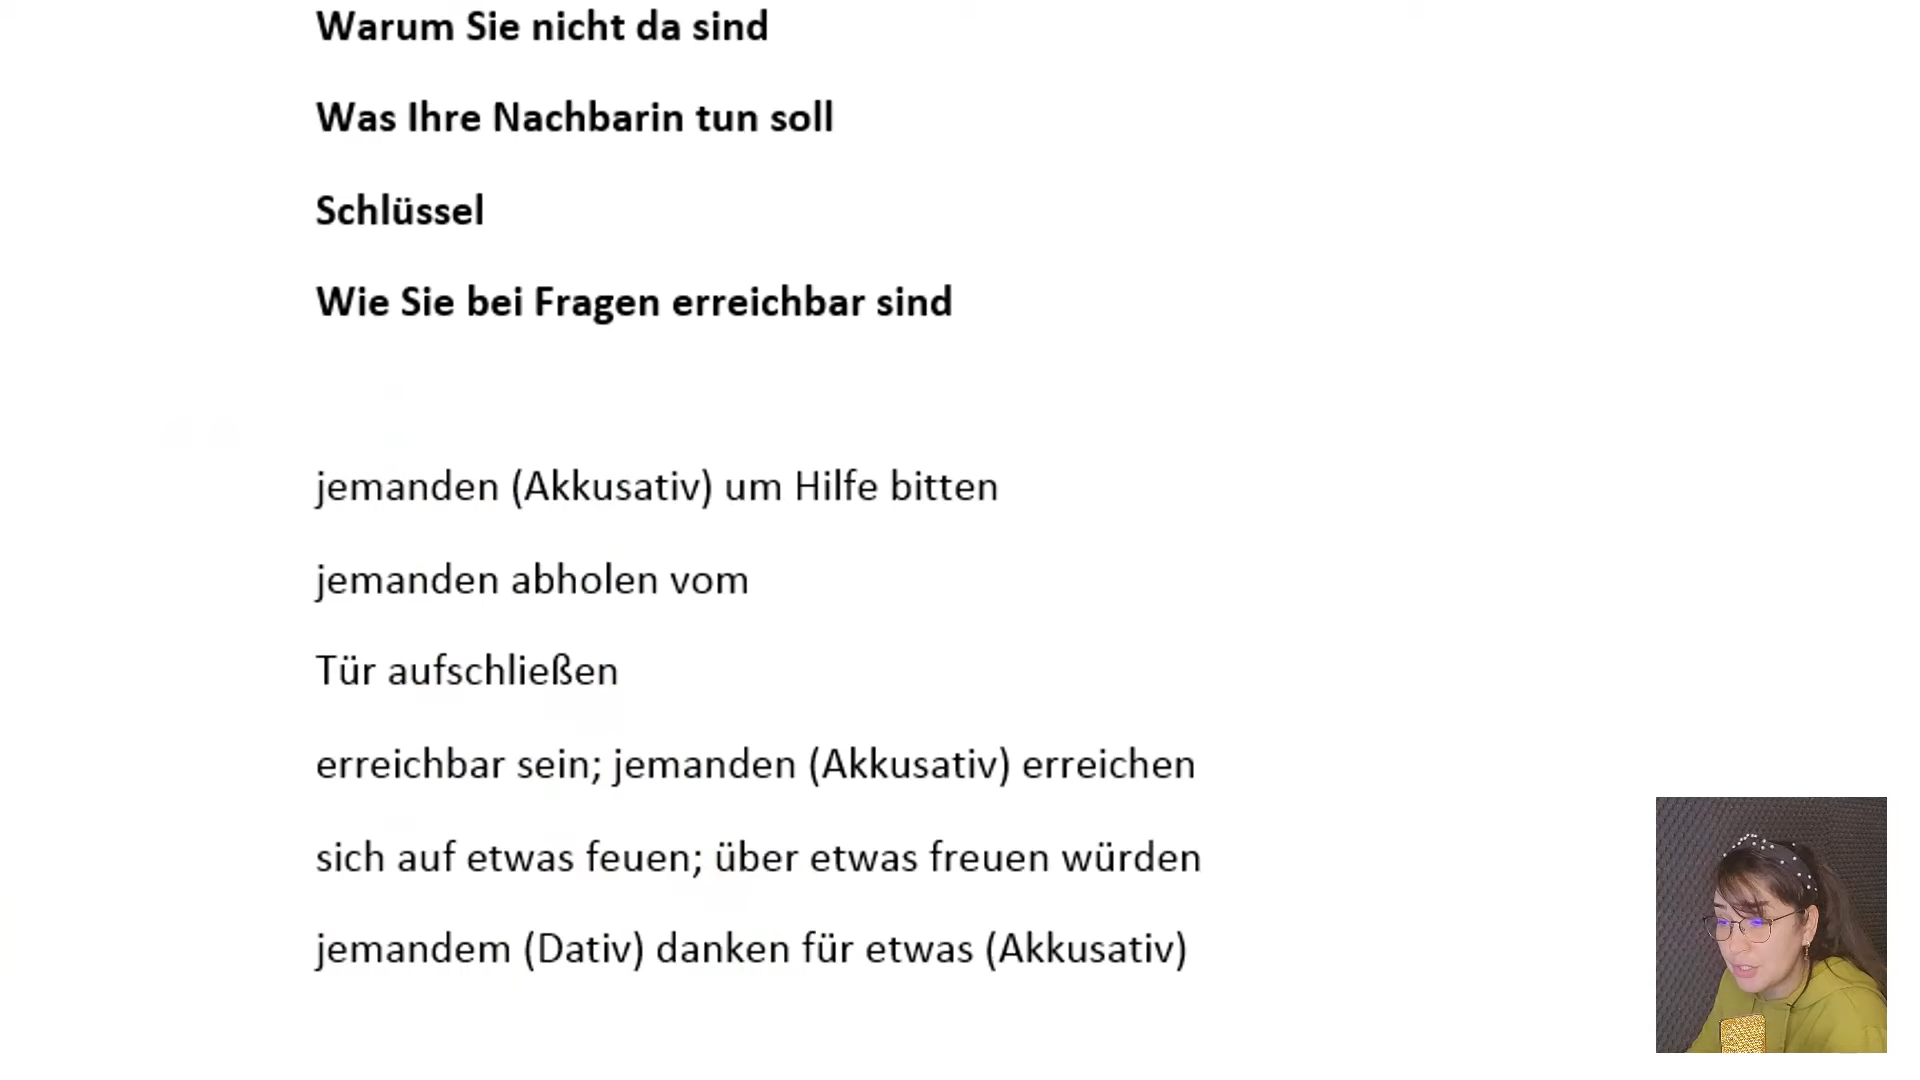 Warum Sie nicht da sind
Was Ihre Nachbarin tun soll
Schlüssel
Wie Sie bei Fragen erreichbar sind
jemanden (Akkusativ) um Hilfe bitten
jemanden abholen vom
Tür aufschließen
erreichbar sein; jemanden (Akkusativ) erreichen
sich auf etwas feuen; über etwas freuen würden
jemandem (Dativ) danken für etwas (Akkusativ)